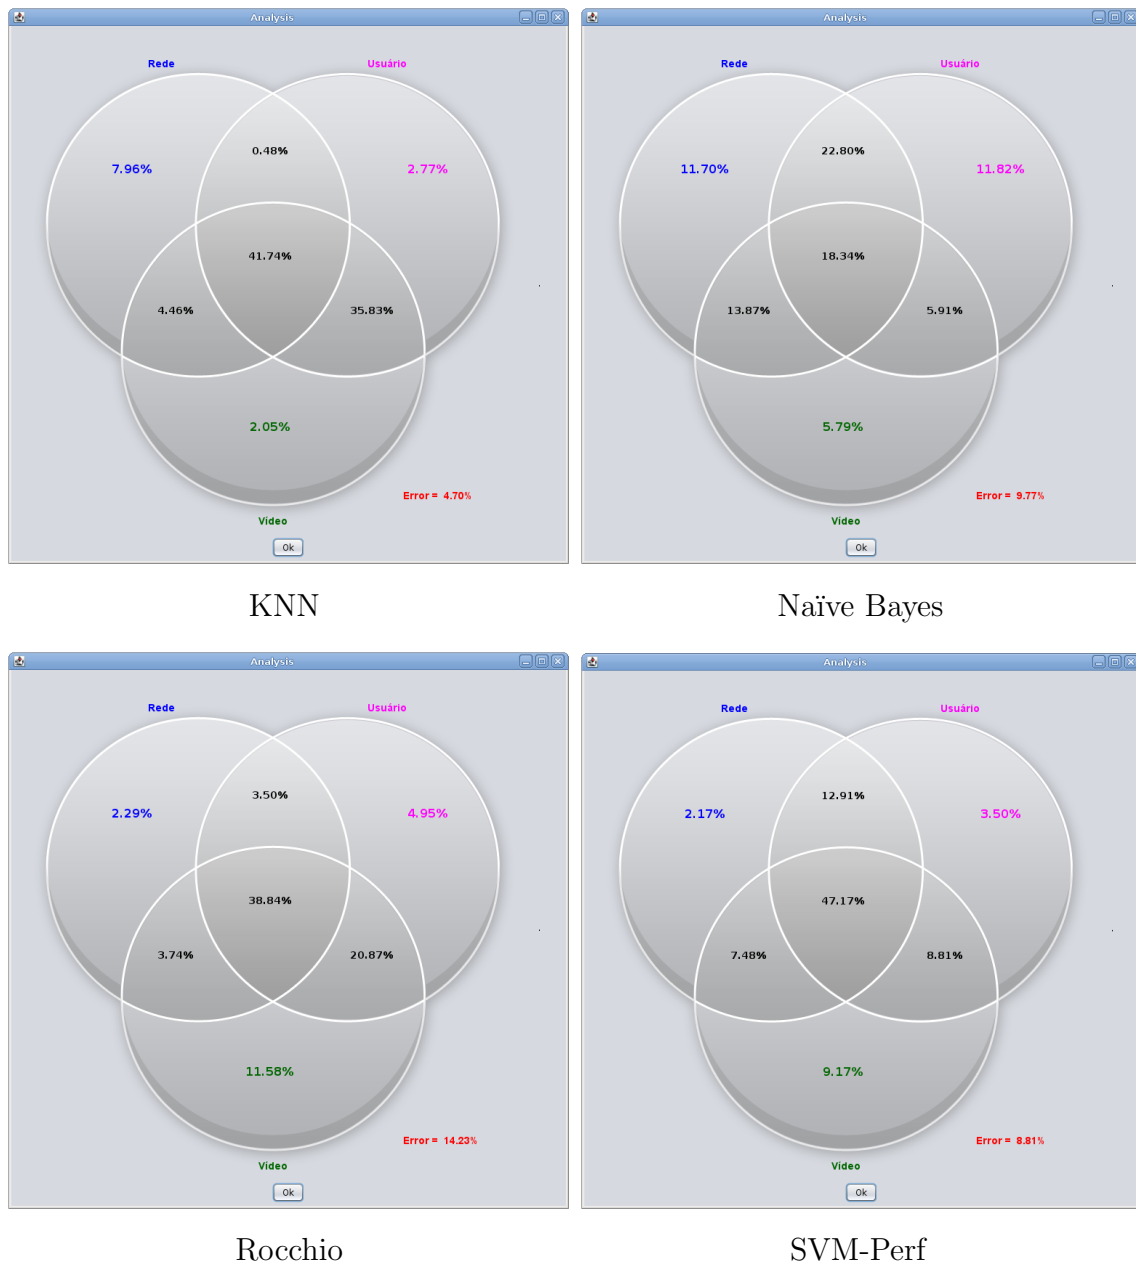 Analysis
Rede
Usuário
7.96%
0.48%
2.77%
41.74%
4.46%
35.83%
2.05%
Error = 4.70%
Vídeo
Ok
KNN
Analysis
Rede
Usuário
11.70%
22.80%
11.82%
18.34%
13.87%
5.91%
5.79%
Error = 9.77%
Vídeo
Ok
Naïve Bayes
Analysis
Rede
Usuário
2.29%
3.50%
4.95%
38.84%
3.74%
20.87%
11.58%
Error = 14.23%
Vídeo
Ok
Rocchio
Analysis
Rede
Usuário
2.17%
12.91%
3.50%
47.17%
7.48%
8.81%
9.17%
Error = 8.81%
Vídeo
Ok
SVM-Perf